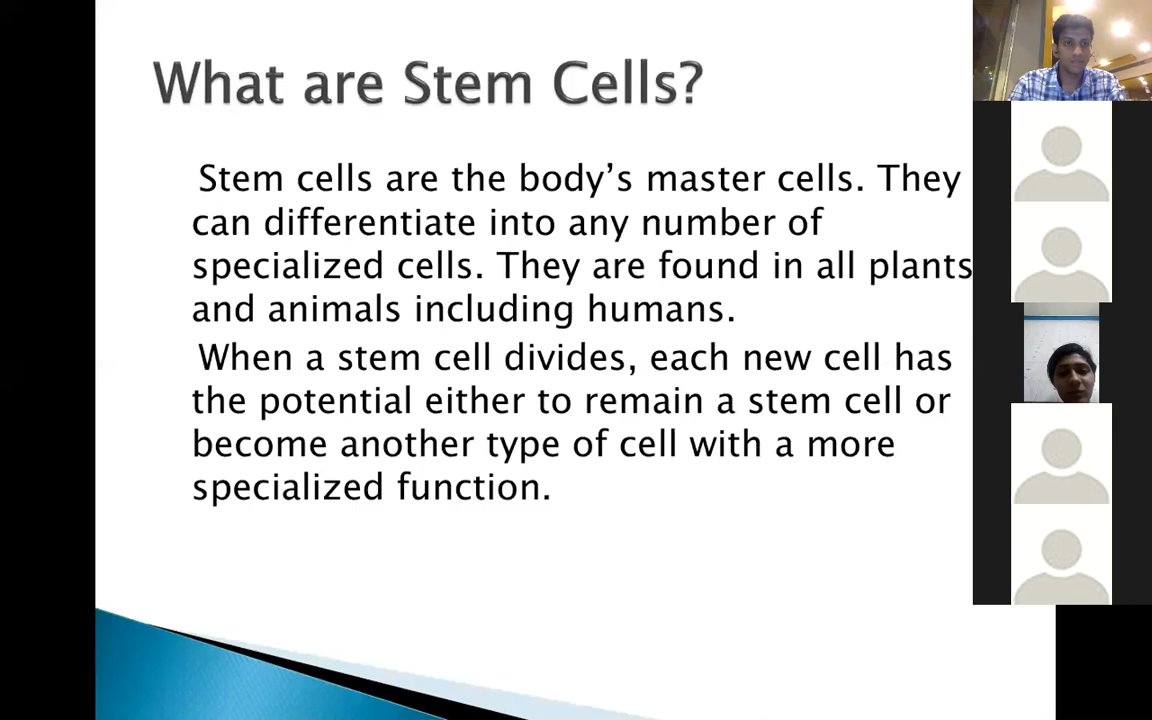 What are Stem Cells?
Stem cells are the body’s master cells. They
can differentiate into any number of
specialized cells. They are found in all plants
and animals including humans.
When a stem cell divides, each new cell has
the potential either to remain a stem cell or
become another type of cell with a more
specialized function.